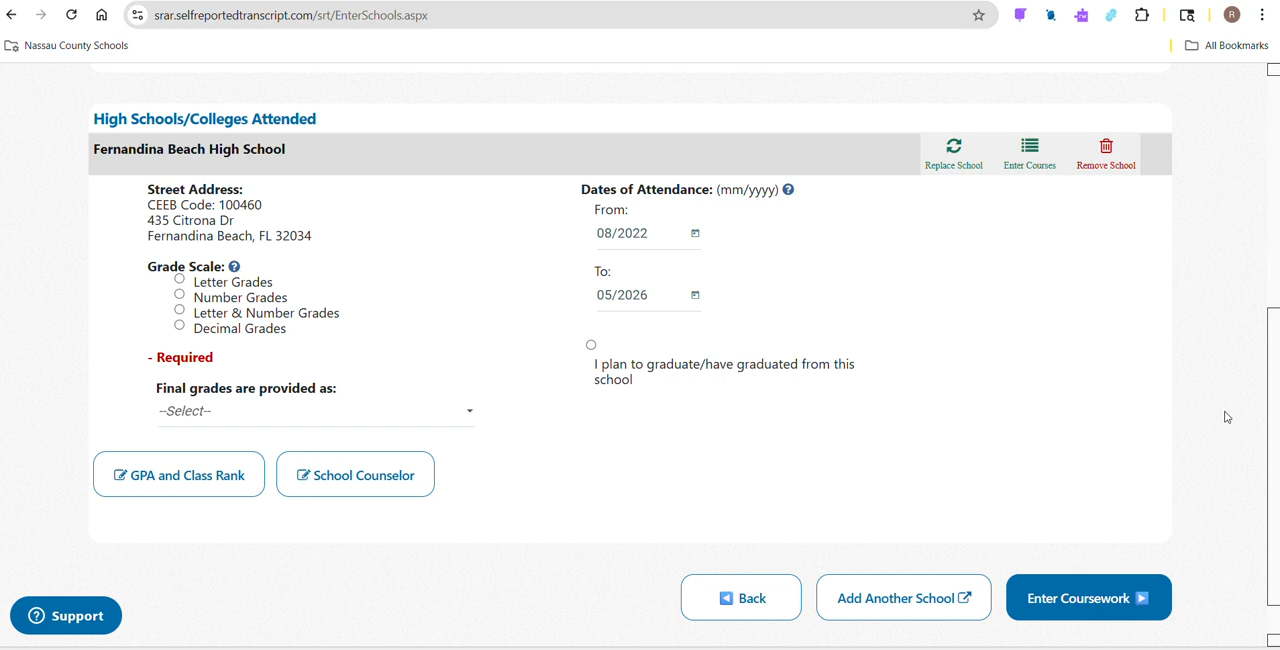 srar.selfreportedtranscript.com/srt/EnterSchools.aspx
R
Nassau County Schools
All Bookmarks
High Schools/Colleges Attended
Fernandina Beach High School
Replace School
Enter Courses
Remove School
Street Address:
CEEB Code: 100460
435 Citrona Dr
Fernandina Beach, FL 32034
Grade Scale: ?
Letter Grades
Number Grades
Letter & Number Grades
Decimal Grades
- Required
Final grades are provided as:
--Select--
Dates of Attendance: (mm/yyyy) ?
From:
08/2022
To:
05/2026
I plan to graduate/have graduated from this
school
GPA and Class Rank
School Counselor
Back
Add Another School
Enter Coursework
? Support